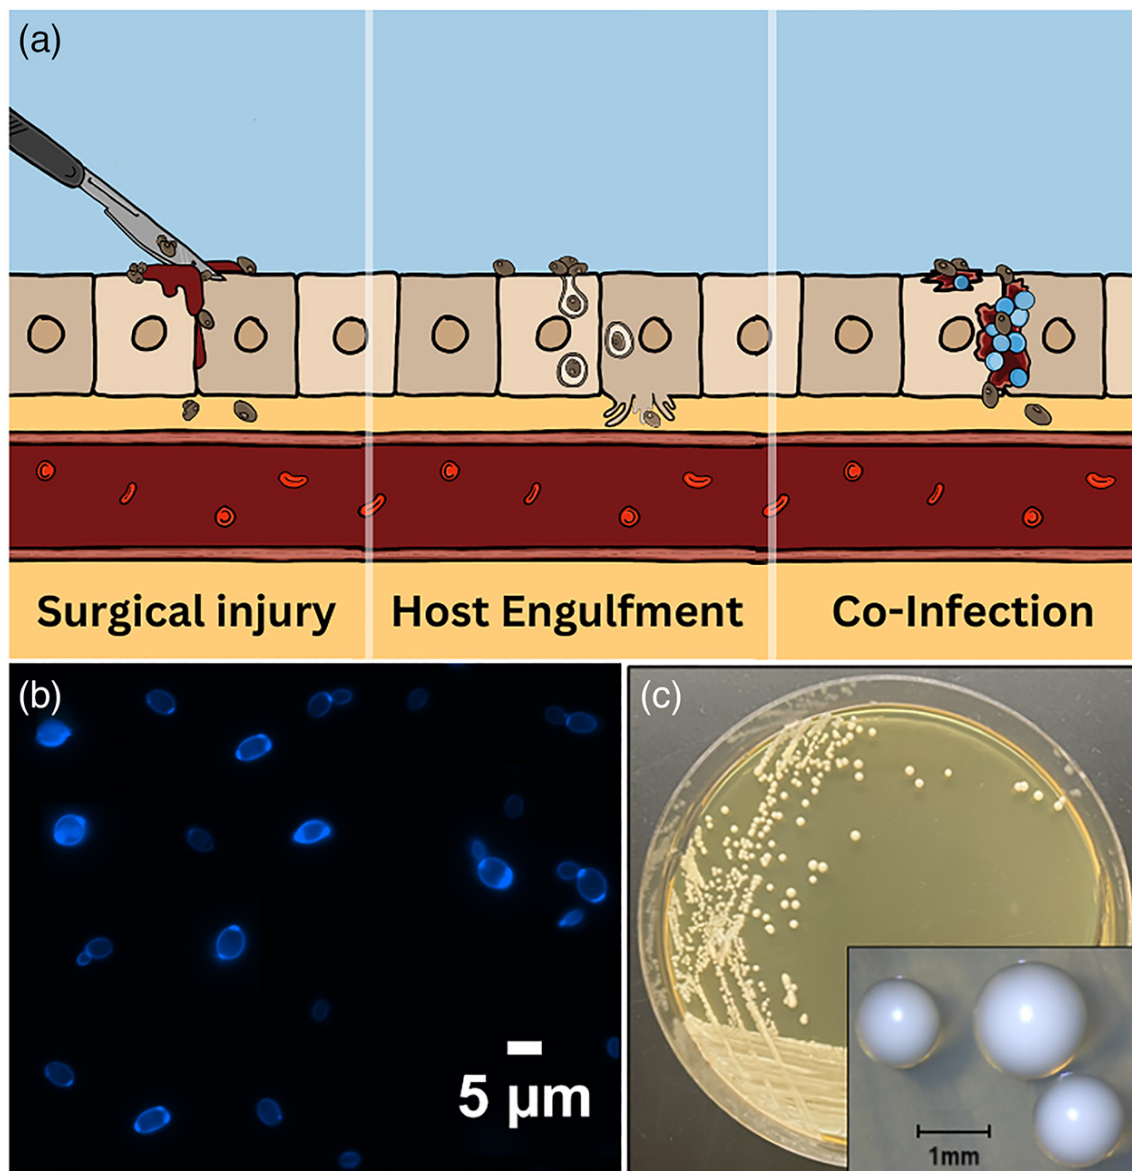 (a)
Surgical injury
Host Engulfment
Co-Infection
(b)
5 µm
(c)
1mm